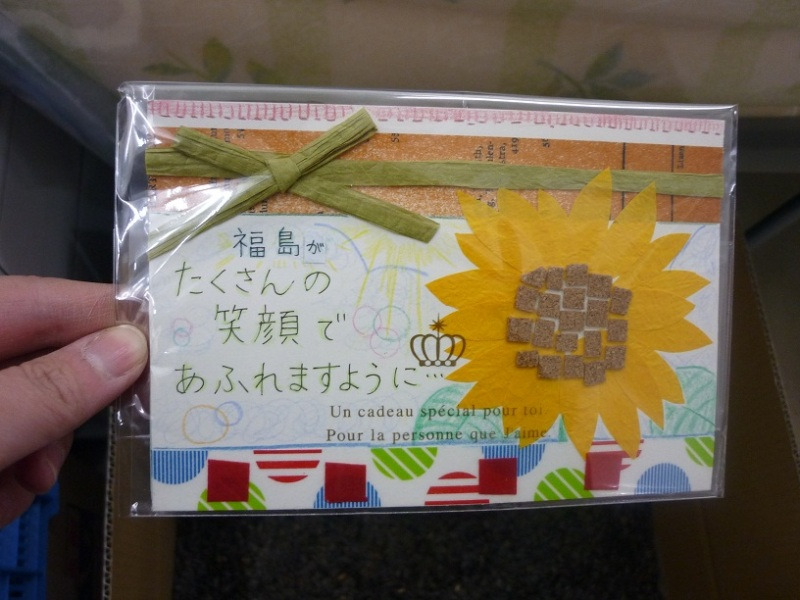 福島が
たくさんの
笑顔で
あふれますように…
Un cadeau spécial pour toi
Pour la personne que J'aime